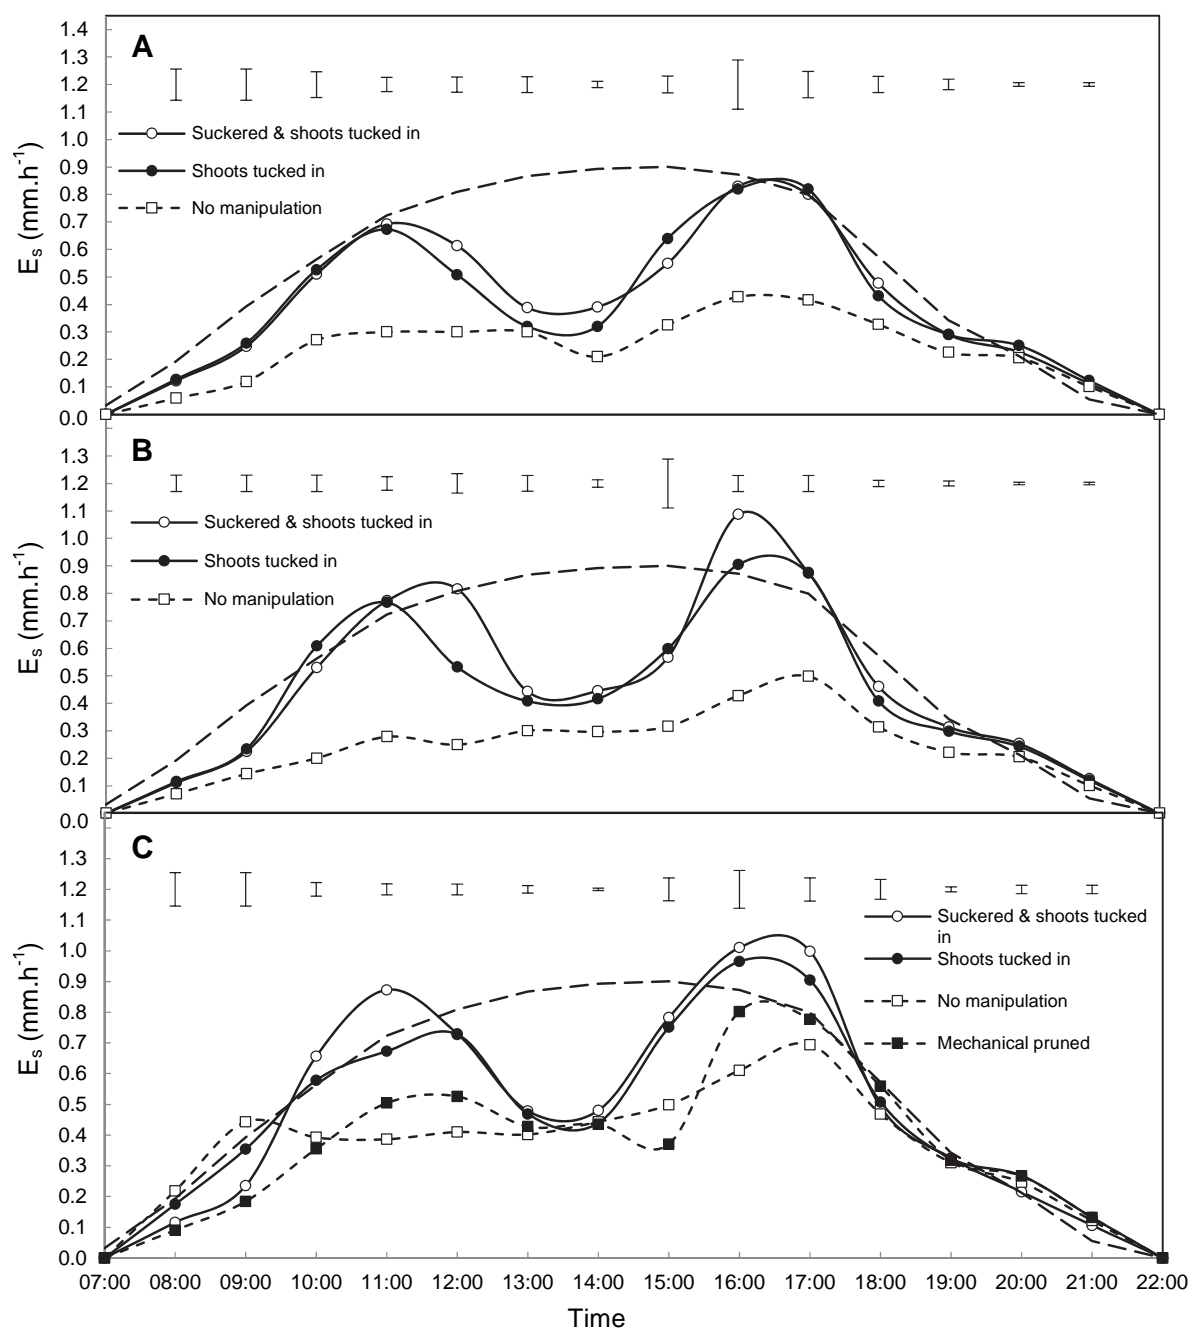 A
1.4
1.3
1.2
1.1
1.0
0.9
0.8
0.7
0.6
0.5
0.4
0.3
0.2
0.1
0.0
Es (mm.h-1)
Suckered & shoots tucked in
Shoots tucked in
No manipulation
B
1.3
1.2
1.1
1.0
0.9
0.8
0.7
0.6
0.5
0.4
0.3
0.2
0.1
0.0
Es (mm.h-1)
Suckered & shoots tucked in
Shoots tucked in
No manipulation
C
1.3
1.2
1.1
1.0
0.9
0.8
0.7
0.6
0.5
0.4
0.3
0.2
0.1
0.0
Es (mm.h-1)
Suckered & shoots tucked
in
Shoots tucked in
No manipulation
Mechanical pruned
07:00 08:00 09:00 10:00 11:00 12:00 13:00 14:00 15:00 16:00 17:00 18:00 19:00 20:00 21:00 22:00
Time